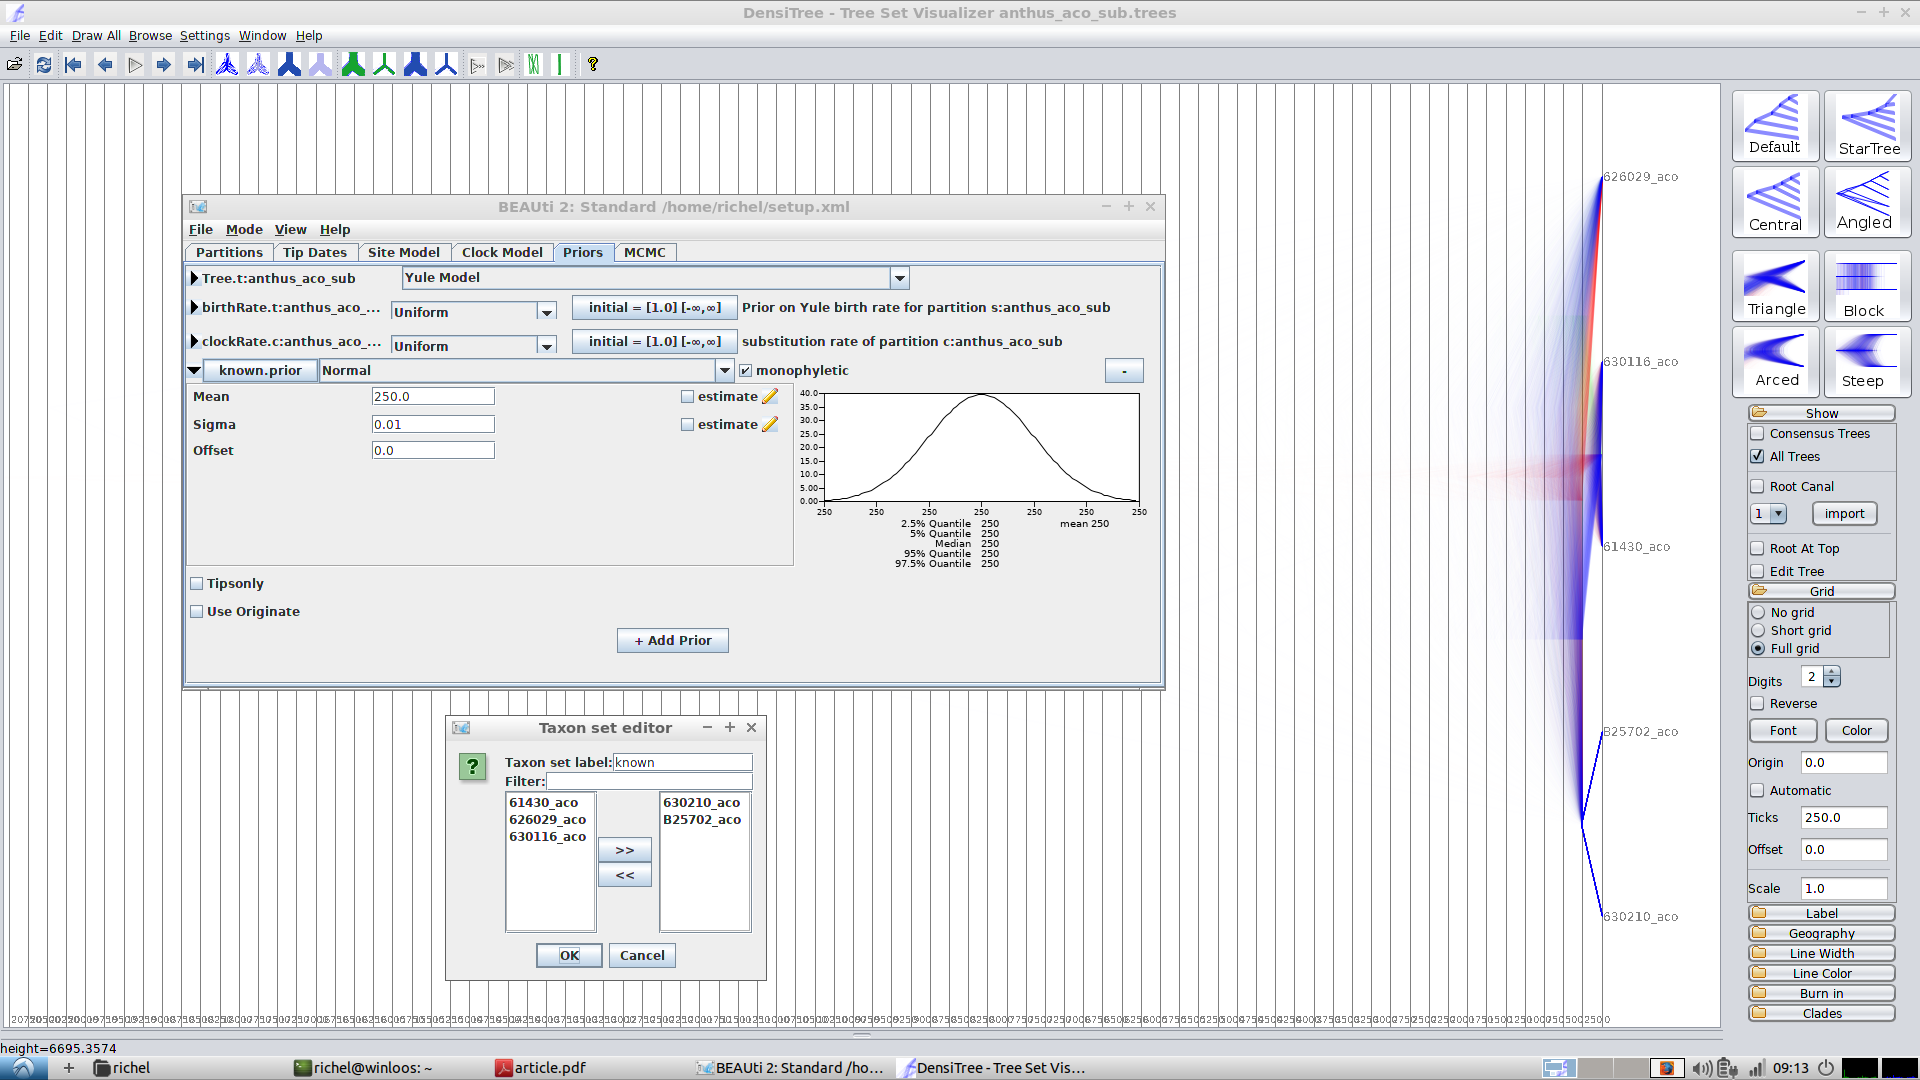 DensiTree - Tree Set Visualizer anthus_aco_sub.trees
File Edit Draw All Browse Settings Window Help
?
BEAUti 2: Standard /home/richel/setup.xml
File Mode View Help
Partitions Tip Dates Site Model Clock Model Priors MCMC
Tree.t:anthus_aco_sub Yule Model
birthRate.t:anthus_aco_... Uniform initial = [1.0] [-∞,∞] Prior on Yule birth rate for partition s:anthus_aco_sub
clockRate.c:anthus_aco_... Uniform initial = [1.0] [-∞,∞] substitution rate of partition c:anthus_aco_sub
known.prior Normal monophyletic -
Mean 250.0 estimate
Sigma 0.01 estimate
Offset 0.0
40.0
35.0
30.0
25.0
20.0
15.0
10.0
5.00
0.00
250 250 250 250 250 250 250
2.5% Quantile 250 mean 250
5% Quantile 250
Median 250
95% Quantile 250
97.5% Quantile 250
Tipsonly
Use Originate
+ Add Prior
Taxon set editor
?
Taxon set label: known
Filter:
61430_aco
626029_aco
630116_aco
>>
<<
630210_aco
B25702_aco
OK Cancel
626029_aco
630116_aco
61430_aco
B25702_aco
630210_aco
Default StarTree
Central Angled
Triangle Block
Arced Steep
Show
Consensus Trees
All Trees
Root Canal
1 import
Root At Top
Edit Tree
Grid
No grid
Short grid
Full grid
Digits 2
Reverse
Font Color
Origin 0.0
Automatic
Ticks 250.0
Offset 0.0
Scale 1.0
Label
Geography
Line Width
Line Color
Burn in
Clades
height=6695.3574
richel richel@winloos: ~ article.pdf BEAUti 2: Standard /ho... DensiTree - Tree Set Vis... 09:13